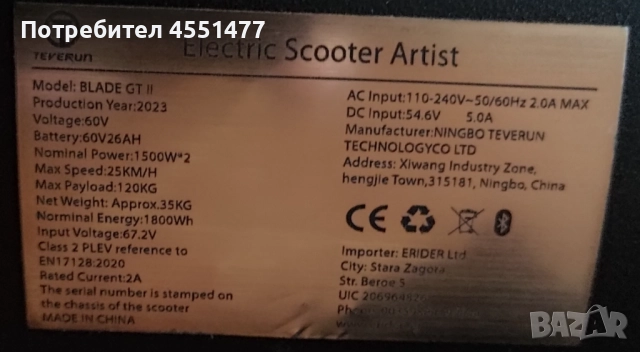 Потребител 4551477
TEVERUN
Electric Scooter Artist
Model: BLADE GT II
Production Year:2023
Voltage:60V
Battery:60V26AH
Nominal Power:1500W*2
Max Speed:25KM/H
Max Payload:120KG
Net Weight: Approx.35KG
Norminal Energy:1800Wh
Input Voltage:67.2V
Class 2 PLEV reference to
EN17128:2020
Rated Current:2A
The serial number is stamped on
the chassis of the scooter
MADE IN CHINA
AC Input:110-240V~50/60Hz 2.0A MAX
DC Input:54.6V 5.0A
Manufacturer:NINGBO TEVERUN
TECHNOLOGYCO LTD
Address: Xiwang Industry Zone,
hengjie Town,315181, Ningbo, China
CE
Importer: ERIDER Ltd
City: Stara Zagora
Str. Beroe 5
UIC
BAZAR
bg